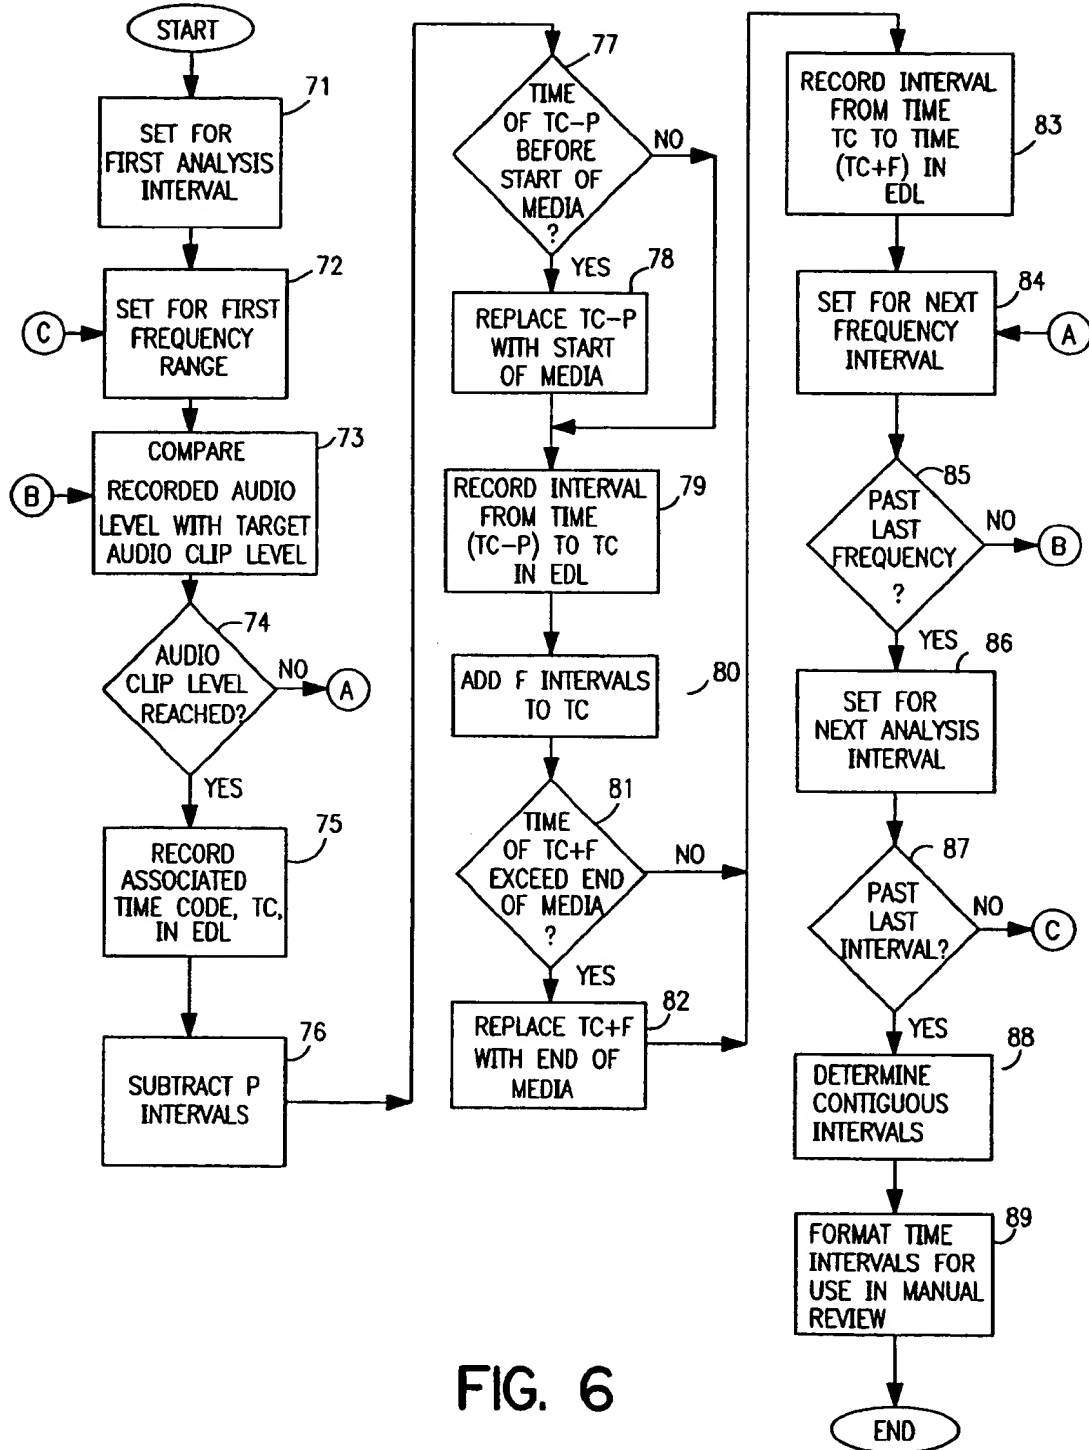 START
71
SET FOR
FIRST ANALYSIS
INTERVAL
72
SET FOR FIRST
FREQUENCY
RANGE
C
73
COMPARE
RECORDED AUDIO
LEVEL WITH TARGET
AUDIO CLIP LEVEL
B
74
AUDIO
CLIP LEVEL
REACHED?
NO
A
YES
75
RECORD
ASSOCIATED
TIME CODE, TC,
IN EDL
76
SUBTRACT P
INTERVALS
77
TIME
OF TC-P
BEFORE
START OF
MEDIA
?
NO
YES
78
REPLACE TC-P
WITH START
OF MEDIA
79
RECORD INTERVAL
FROM TIME
(TC-P) TO TC
IN EDL
80
ADD F INTERVALS
TO TC
81
TIME
OF TC+F
EXCEED END
OF MEDIA
?
NO
YES
82
REPLACE TC+F
WITH END OF
MEDIA
83
RECORD INTERVAL
FROM TIME
TC TO TIME
(TC+F) IN
EDL
84
SET FOR NEXT
FREQUENCY
INTERVAL
A
85
PAST
LAST
FREQUENCY
?
NO
B
YES
86
SET FOR
NEXT ANALYSIS
INTERVAL
87
PAST
LAST
INTERVAL?
NO
C
YES
88
DETERMINE
CONTIGUOUS
INTERVALS
89
FORMAT TIME
INTERVALS FOR
USE IN MANUAL
REVIEW
END
FIG. 6